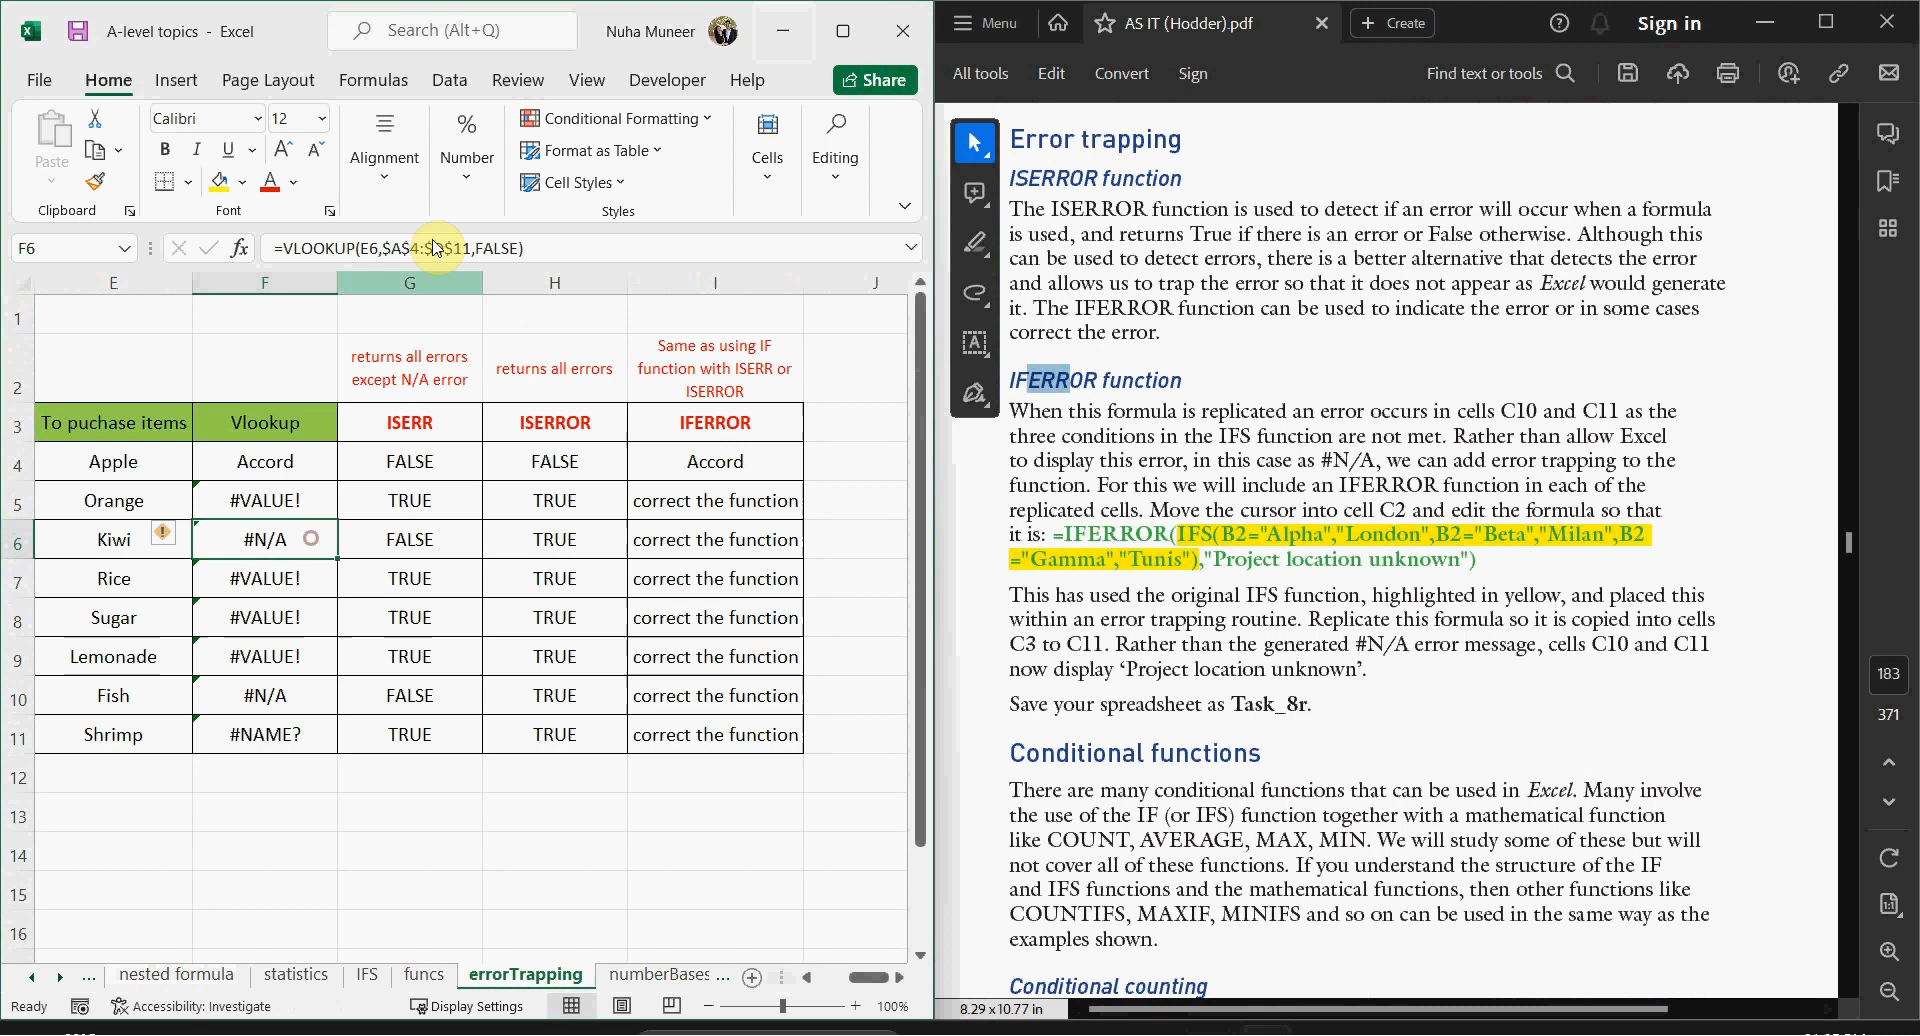 A-level topics - Excel
Search (Alt+Q)
Nuha Muneer
File Home Insert Page Layout Formulas Data Review View Developer Help Share
Paste
Clipboard
Calibri 12
B I U A A
A
Font
Alignment
%
Number
Conditional Formatting
Format as Table
Cell Styles
Styles
Cells
Editing
F6
fx =VLOOKUP(E6,$A$4:$ $11,FALSE)
E F G H I J
1
2 returns all errors except N/A error returns all errors Same as using IF function with ISERR or ISERROR
3 To puchase items Vlookup ISERR ISERROR IFERROR
4 Apple Accord FALSE FALSE Accord
5 Orange #VALUE! TRUE TRUE correct the function
6 Kiwi #N/A FALSE TRUE correct the function
7 Rice #VALUE! TRUE TRUE correct the function
8 Sugar #VALUE! TRUE TRUE correct the function
9 Lemonade #VALUE! TRUE TRUE correct the function
10 Fish #N/A FALSE TRUE correct the function
11 Shrimp #NAME? TRUE TRUE correct the function
12
13
14
15
16
... nested formula statistics IFS funcs errorTrapping numberBases ...
Ready Accessibility: Investigate Display Settings 100%
Menu AS IT (Hodder).pdf Create Sign in
All tools Edit Convert Sign Find text or tools
Error trapping
ISERROR function
The ISERROR function is used to detect if an error will occur when a formula
is used, and returns True if there is an error or False otherwise. Although this
can be used to detect errors, there is a better alternative that detects the error
and allows us to trap the error so that it does not appear as Excel would generate
it. The IFERROR function can be used to indicate the error or in some cases
correct the error.
IFERROR function
When this formula is replicated an error occurs in cells C10 and C11 as the
three conditions in the IFS function are not met. Rather than allow Excel
to display this error, in this case as #N/A, we can add error trapping to the
function. For this we will include an IFERROR function in each of the
replicated cells. Move the cursor into cell C2 and edit the formula so that
it is: =IFERROR(IFS(B2="Alpha","London",B2="Beta","Milan",B2
="Gamma","Tunis"),"Project location unknown")
This has used the original IFS function, highlighted in yellow, and placed this
within an error trapping routine. Replicate this formula so it is copied into cells
C3 to C11. Rather than the generated #N/A error message, cells C10 and C11
now display ‘Project location unknown’.
Save your spreadsheet as Task_8r.
Conditional functions
There are many conditional functions that can be used in Excel. Many involve
the use of the IF (or IFS) function together with a mathematical function
like COUNT, AVERAGE, MAX, MIN. We will study some of these but will
not cover all of these functions. If you understand the structure of the IF
and IFS functions and the mathematical functions, then other functions like
COUNTIFS, MAXIF, MINIFS and so on can be used in the same way as the
examples shown.
Conditional counting
8.29 x 10.77 in
183
371
1:1